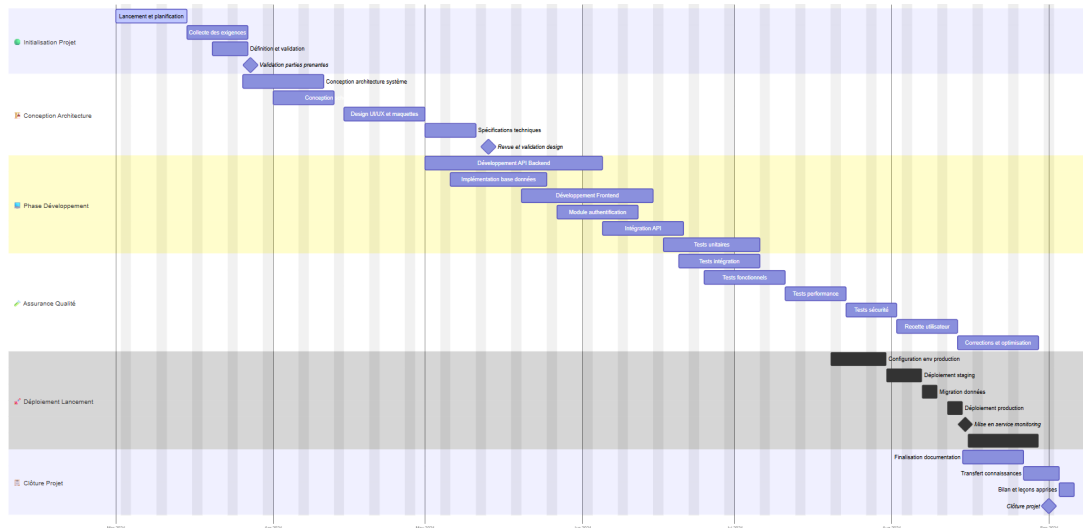 Initialisation Projet
Lancement et planification
Collecte des exigences
Définition et validation
Validation parties prenantes
Conception Architecture
Conception architecture système
Conception
Design UI/UX et maquettes
Spécifications techniques
Revue et validation design
Phase Développement
Développement API Backend
Implémentation base données
Développement Frontend
Module authentification
Intégration API
Tests unitaires
Assurance Qualité
Tests intégration
Tests fonctionnels
Tests performance
Tests sécurité
Recette utilisateur
Corrections et optimisation
Déploiement Lancement
Configuration env production
Déploiement staging
Migration données
Déploiement production
Mise en service monitoring
Clôture Projet
Finalisation documentation
Transfert connaissances
Bilan et leçons apprises
Clôture projet